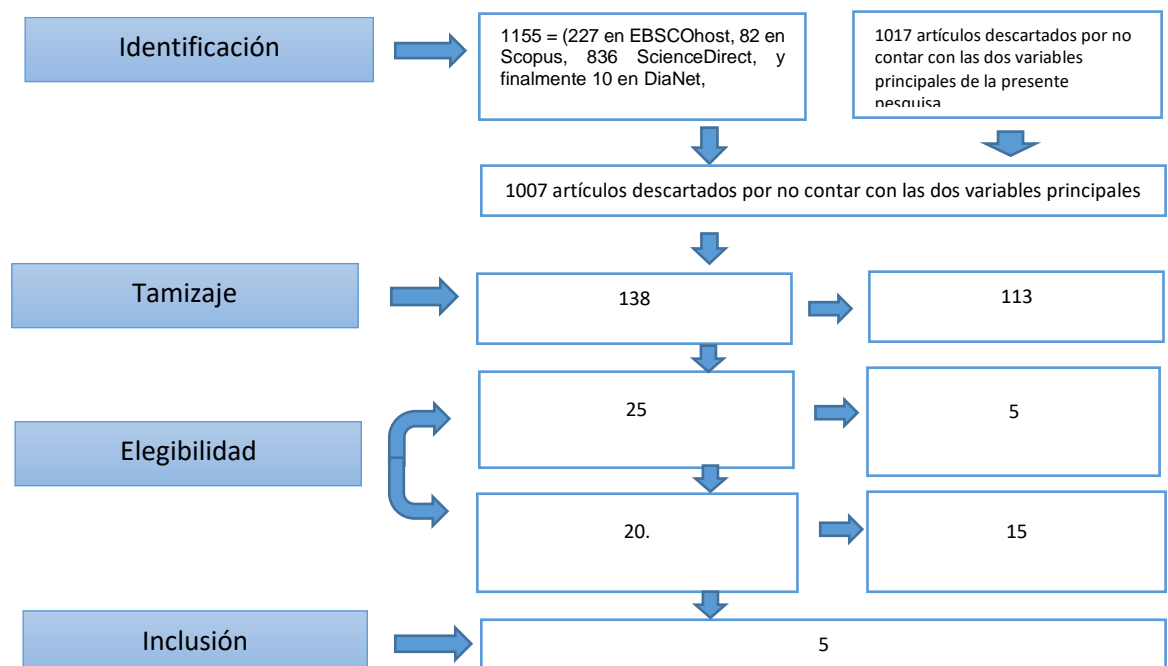 Identificación
1155 = (227 en EBSCOhost, 82 en
Scopus, 836 ScienceDirect, y
finalmente 10 en DiaNet,
1017 artículos descartados por no
contar con las dos variables
principales de la presente
pesquisa
1007 artículos descartados por no contar con las dos variables principales
Tamizaje
138
113
Elegibilidad
25
5
20.
15
Inclusión
5